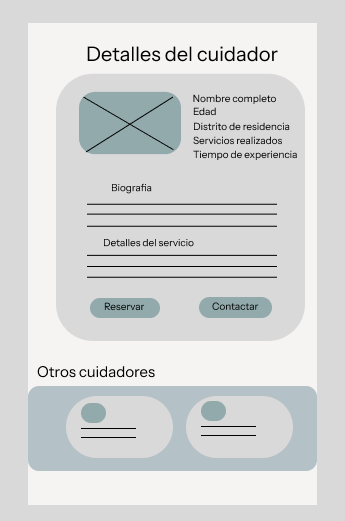 Detalles del cuidador
Nombre completo
Edad
Distrito de residencia
Servicios realizados
Tiempo de experiencia
Biografia
Detalles del servicio
Reservar
Contactar
Otros cuidadores